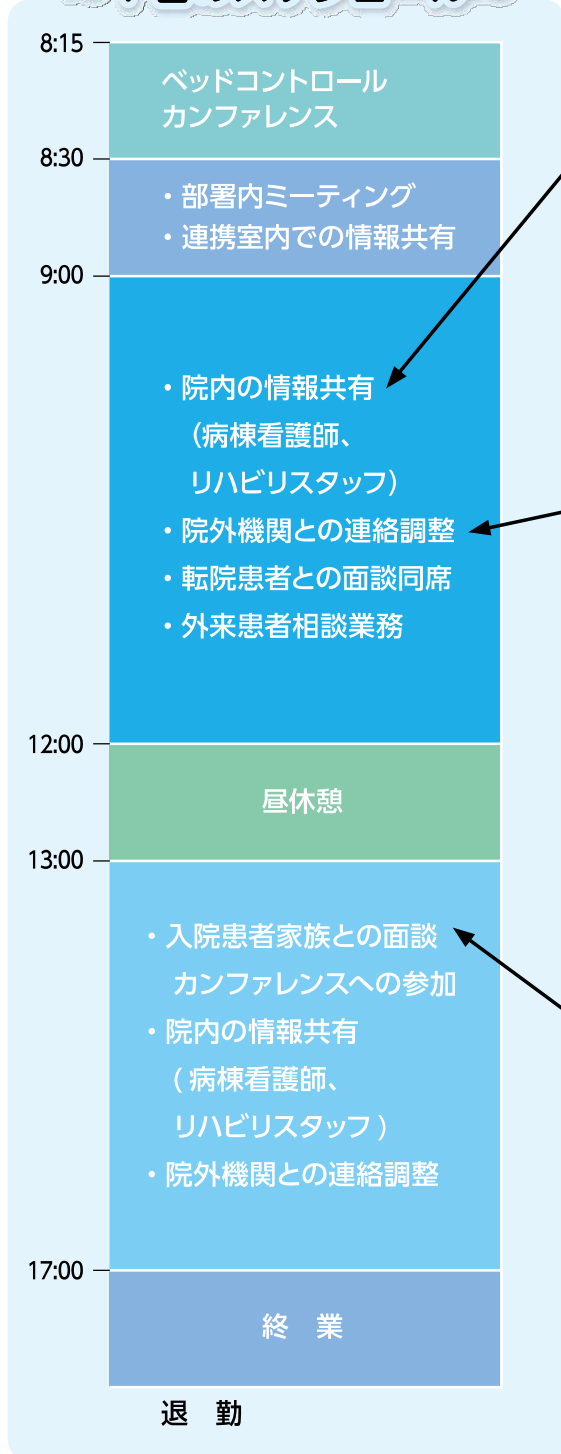 8:15
ベッドコントロール
カンファレンス
8:30
・部署内ミーティング
・連携室内での情報共有
9:00
・院内の情報共有
（病棟看護師、
リハビリスタッフ）
・院外機関との連絡調整
・転院患者との面談同席
・外来患者相談業務
12:00
昼休憩
13:00
・入院患者家族との面談
カンファレンスへの参加
・院内の情報共有
( 病棟看護師、
リハビリスタッフ )
・院外機関との連絡調整
17:00
終　業
退　勤